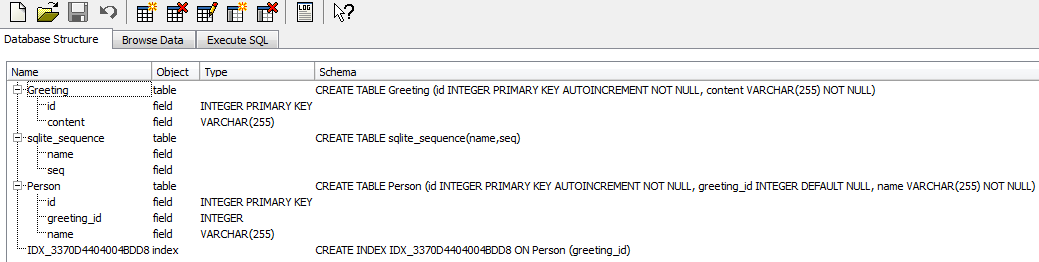 LOG
Database Structure Browse Data Execute SQL
Name Object Type Schema
Greeting table CREATE TABLE Greeting (id INTEGER PRIMARY KEY AUTOINCREMENT NOT NULL, content VARCHAR(255) NOT NULL)
id field INTEGER PRIMARY KEY
content field VARCHAR(255)
sqlite_sequence table CREATE TABLE sqlite_sequence(name,seq)
name field
seq field
Person table CREATE TABLE Person (id INTEGER PRIMARY KEY AUTOINCREMENT NOT NULL, greeting_id INTEGER DEFAULT NULL, name VARCHAR(255) NOT NULL)
id field INTEGER PRIMARY KEY
greeting_id field INTEGER
name field VARCHAR(255)
IDX_3370D4404004BDD8 index CREATE INDEX IDX_3370D4404004BDD8 ON Person (greeting_id)